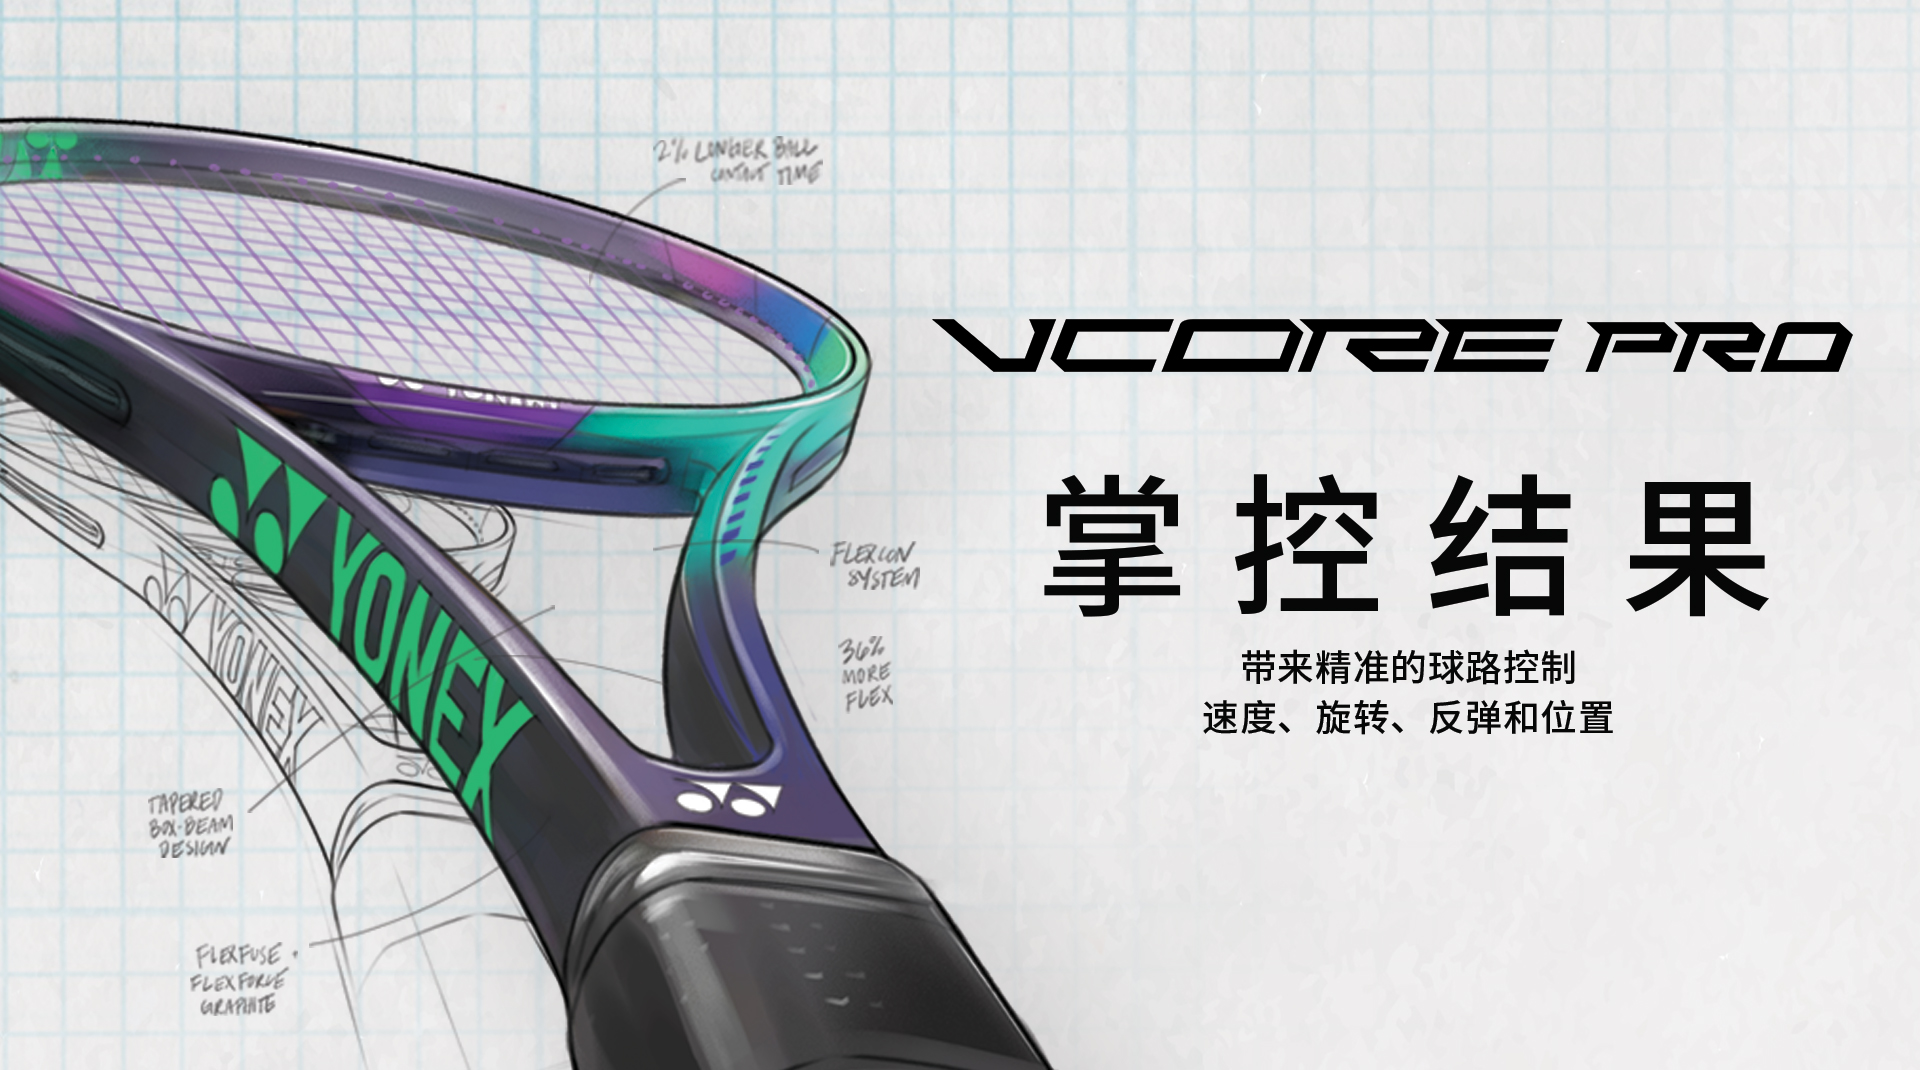 2% LONGER BALL
CONTACT TIME
VCORE PRO
掌控结果
FLEXCON
SYSTEM
带来精准的球路控制
速度、旋转、反弹和位置
36%
MORE
FLEX
YONEX
YONEX
TAPERED
BOX-BEAM
DESIGN
FLEXFUSE +
FLEXFORCE
GRAPHITE